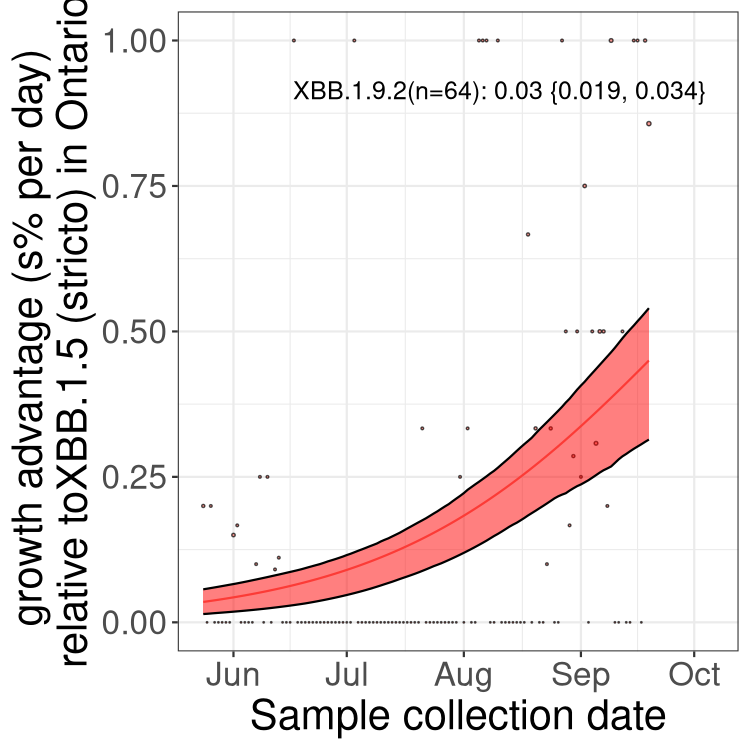 growth advantage (s% per day)
relative toXBB.1.5 (stricto) in Ontario
1.00
0.75
0.50
0.25
0.00
XBB.1.9.2(n=64): 0.03 {0.019, 0.034}
Jun Jul Aug Sep Oct
Sample collection date